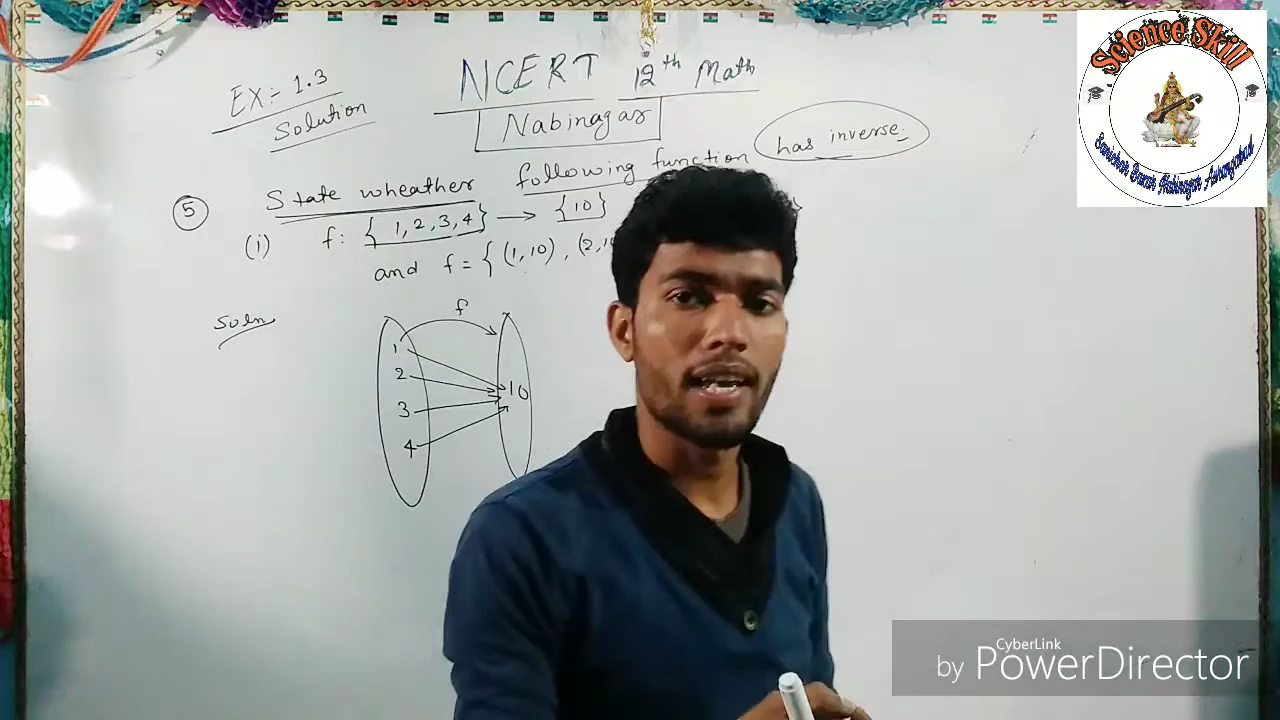 EX:- 1.3
Solution
NCERT 12th Math
Nabinagar
⑤ State wheather following function has inverse.
(i) f: {1,2,3,4} → {10}
and f = { (1,10) , (2,1
Soln
f
1
2
3
4
10
Science Skill
CyberLink
by PowerDirector